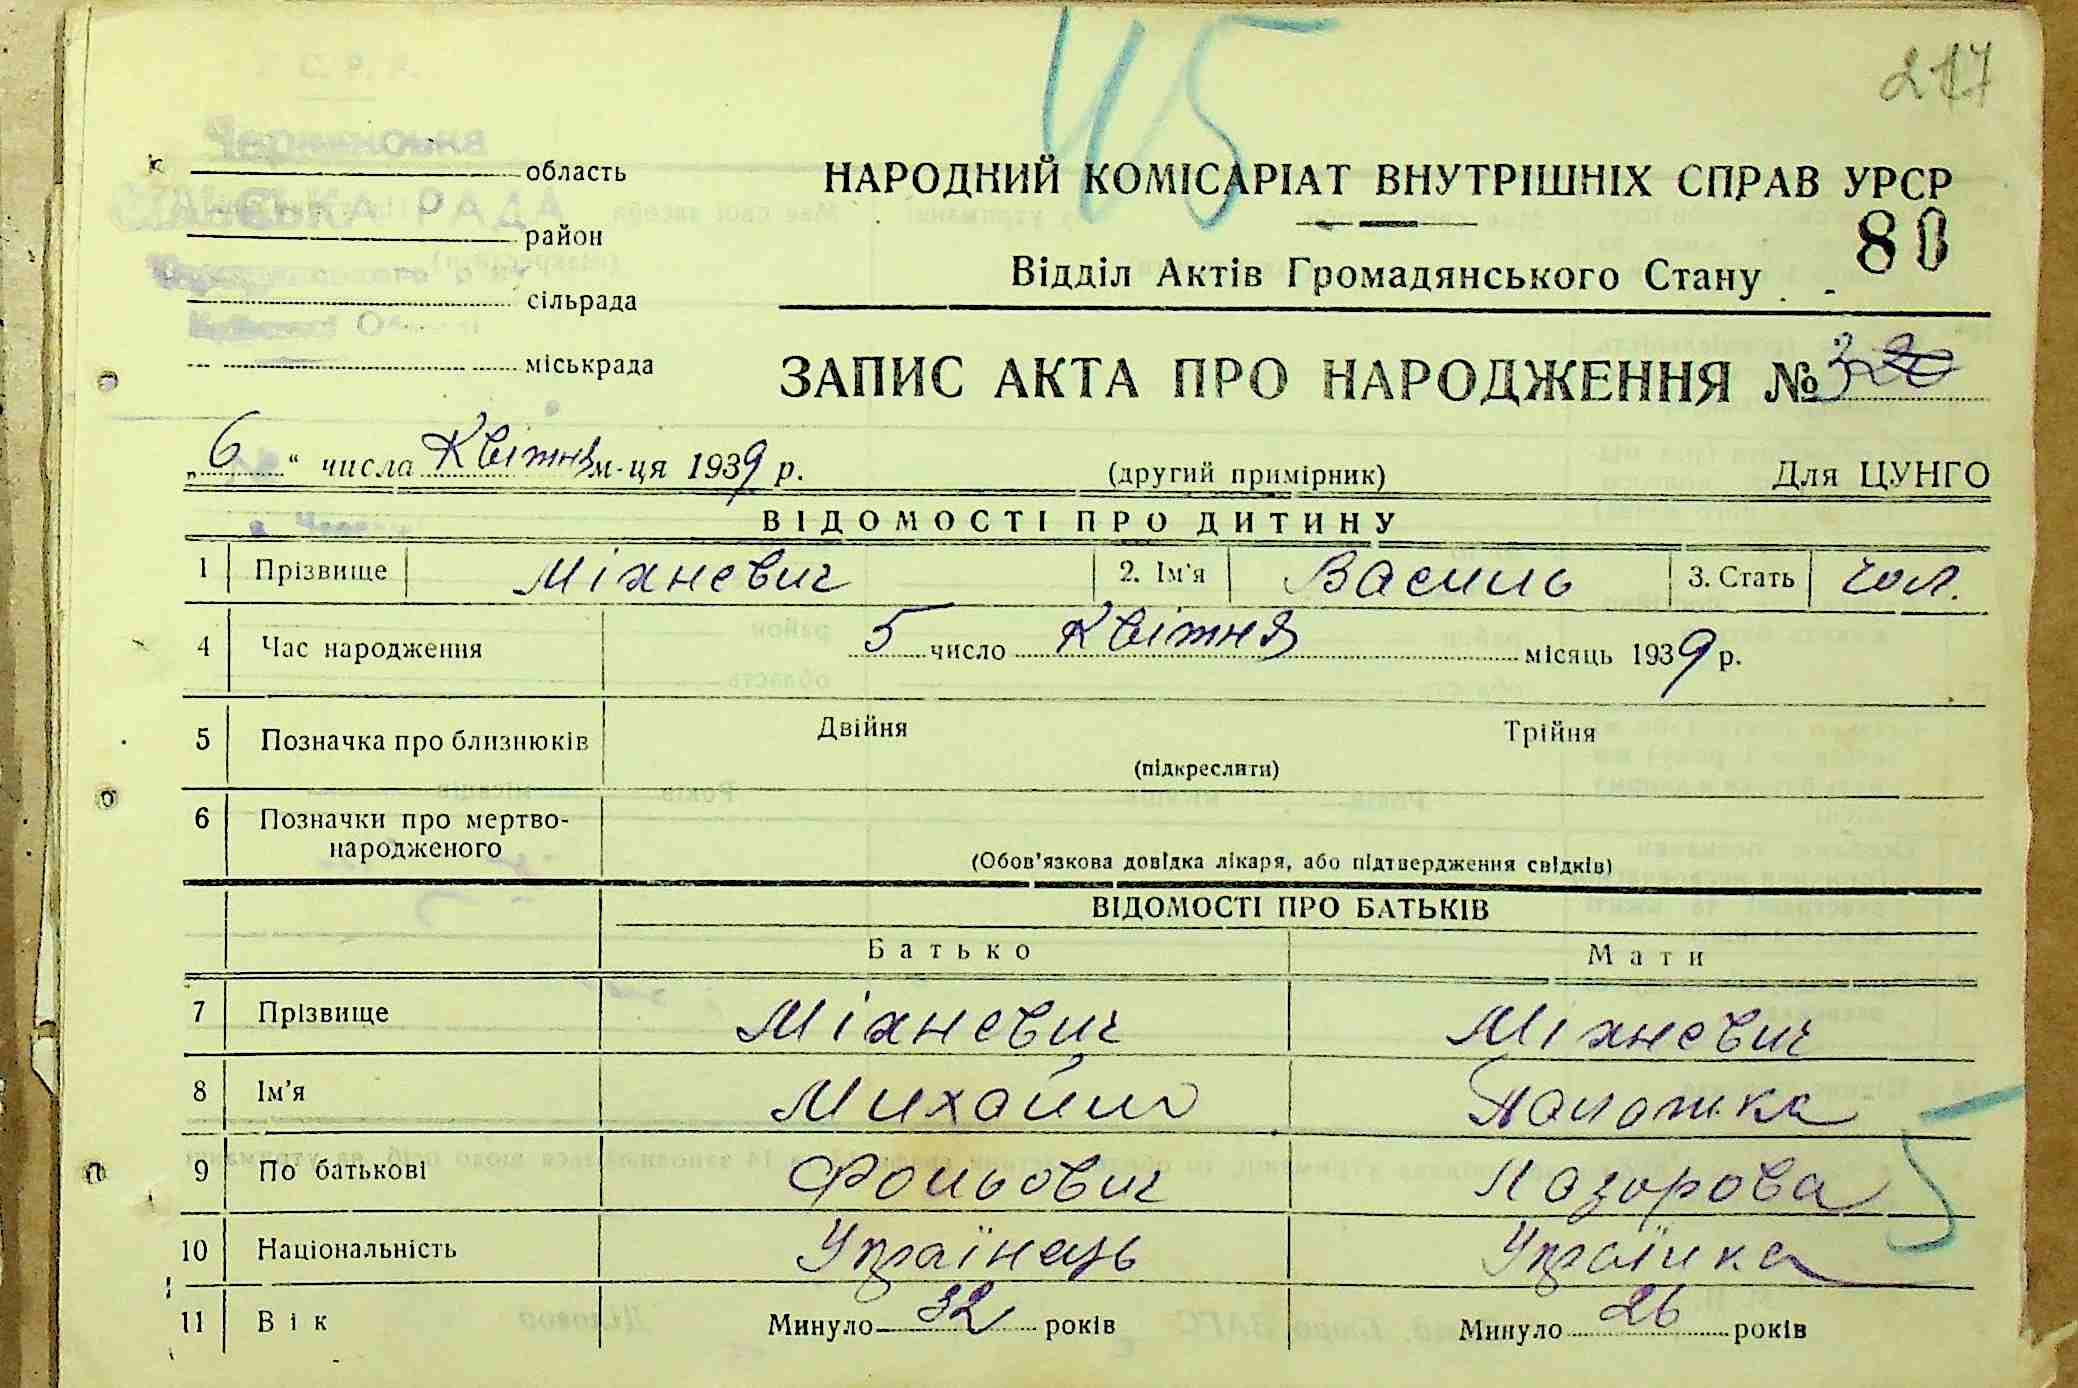 45
217
область
район
сільрада
міськрада
НАРОДНИЙ КОМІСАРІАТ ВНУТРІШНІХ СПРАВ УРСР
80
Відділ Актів Громадянського Стану
ЗАПИС АКТА ПРО НАРОДЖЕННЯ №
„6“ числа Квітня м-ця 1939 р. (другий примірник) Для ЦУНГО
ВІДОМОСТІ ПРО ДИТИНУ
1 Прізвище Міхневич 2. Ім'я Василь 3. Стать чол.
4 Час народження 5 число Квітня місяць 1939 р.
5 Позначка про близнюків Двійня Трійня
(підкреслити)
6 Позначки про мертво-
народженого
(Обов'язкова довідка лікаря, або підтвердження свідків)
ВІДОМОСТІ ПРО БАТЬКІВ
Батько Мати
7 Прізвище Міхневич Міхневич
8 Ім'я Михайло Палажка
9 По батькові Лазорова
10 Національність Українець Українка
11 Вік Минуло 32 років Минуло 26 років